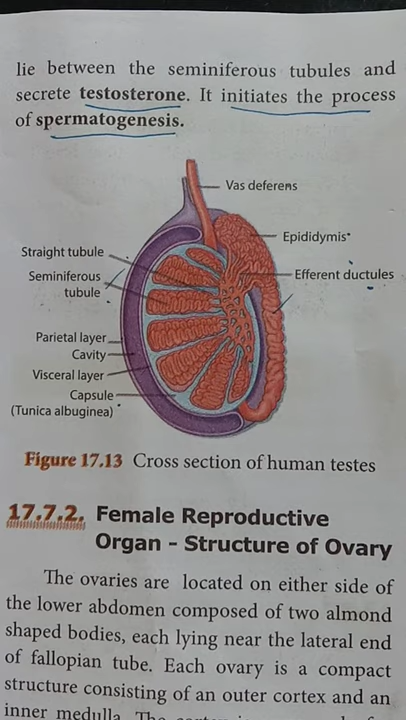 lie between the seminiferous tubules and
secrete testosterone. It initiates the process
of spermatogenesis.
Vas deferens
Epididymis
Straight tubule
Efferent ductules
Seminiferous
tubule
Parietal layer
Cavity
Visceral layer
Capsule
(Tunica albuginea)
Figure 17.13 Cross section of human testes
17.7.2. Female Reproductive
Organ - Structure of Ovary
The ovaries are located on either side of
the lower abdomen composed of two almond
shaped bodies, each lying near the lateral end
of fallopian tube. Each ovary is a compact
structure consisting of an outer cortex and an
inner medulla. The cortex